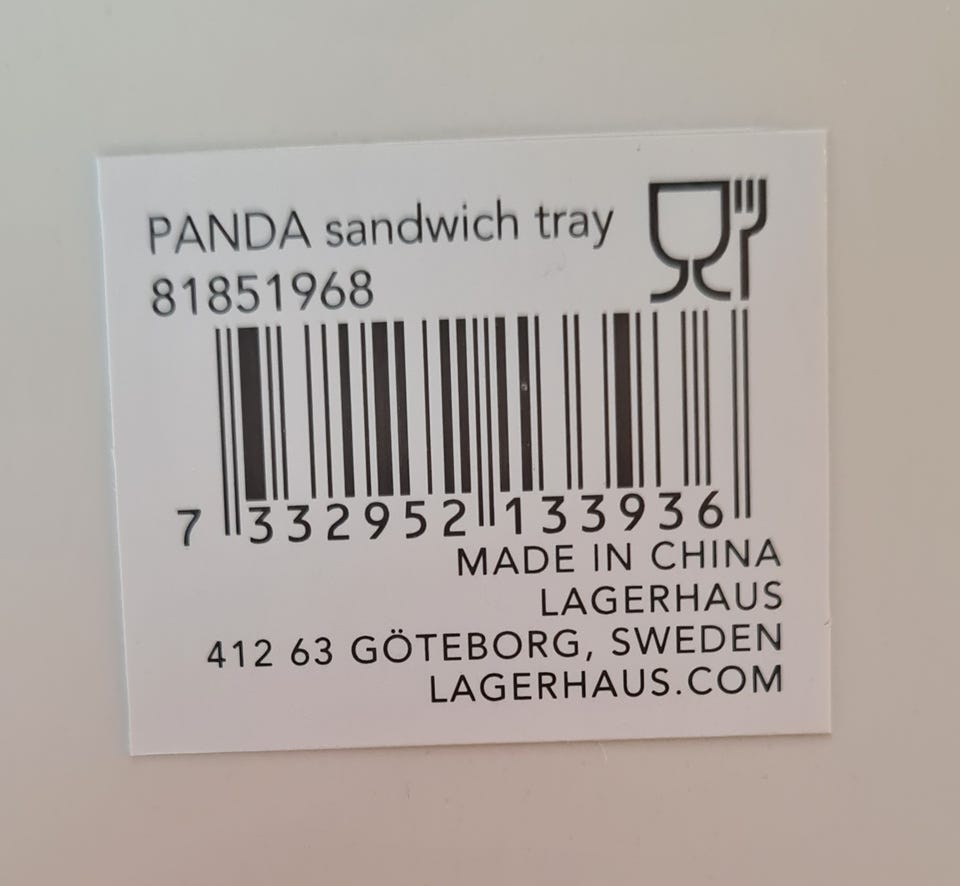 PANDA sandwich tray
81851968
7 332952 133936
MADE IN CHINA
LAGERHAUS
412 63 GÖTEBORG, SWEDEN
LAGERHAUS.COM